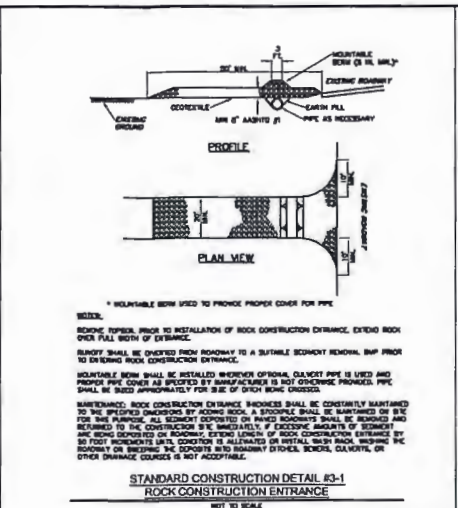 3
FT.
MOUNTABLE
BERM (6 IN. MIN.)*
50' MIN.
EXISTING ROADWAY
GEOTEXTILE
EARTH FILL
EXISTING
GROUND
MIN 8" AASHTO #1
PIPE AS NECESSARY
PROFILE
10'
MIN.
20'
MIN.
EXISTING ROADWAY
10'
MIN.
PLAN VIEW
* MOUNTABLE BERM USED TO PROVIDE PROPER COVER FOR PIPE
NOTES:
REMOVE TOPSOIL PRIOR TO INSTALLATION OF ROCK CONSTRUCTION ENTRANCE. EXTEND ROCK
OVER FULL WIDTH OF ENTRANCE.
RUNOFF SHALL BE DIVERTED FROM ROADWAY TO A SUITABLE SEDIMENT REMOVAL BMP PRIOR
TO ENTERING ROCK CONSTRUCTION ENTRANCE.
MOUNTABLE BERM SHALL BE INSTALLED WHEREVER OPTIONAL CULVERT PIPE IS USED AND
PROPER PIPE COVER AS SPECIFIED BY MANUFACTURER IS NOT OTHERWISE PROVIDED. PIPE
SHALL BE SIZED APPROPRIATELY FOR SIZE OF DITCH BEING CROSSED.
MAINTENANCE: ROCK CONSTRUCTION ENTRANCE THICKNESS SHALL BE CONSTANTLY MAINTAINED
TO THE SPECIFIED DIMENSIONS BY ADDING ROCK. A STOCKPILE SHALL BE MAINTAINED ON SITE
FOR THIS PURPOSE. ALL SEDIMENT DEPOSITED ON PAVED ROADWAYS SHALL BE REMOVED AND
RETURNED TO THE CONSTRUCTION SITE IMMEDIATELY. IF EXCESSIVE AMOUNTS OF SEDIMENT
ARE BEING DEPOSITED ON ROADWAY, EXTEND LENGTH OF ROCK CONSTRUCTION ENTRANCE BY
50 FOOT INCREMENTS UNTIL CONDITION IS ALLEVIATED OR INSTALL WASH RACK. WASHING THE
ROADWAY OR SWEEPING THE DEPOSITS INTO ROADWAY DITCHES, SEWERS, CULVERTS, OR
OTHER DRAINAGE COURSES IS NOT ACCEPTABLE.
STANDARD CONSTRUCTION DETAIL #3-1
ROCK CONSTRUCTION ENTRANCE
NOT TO SCALE